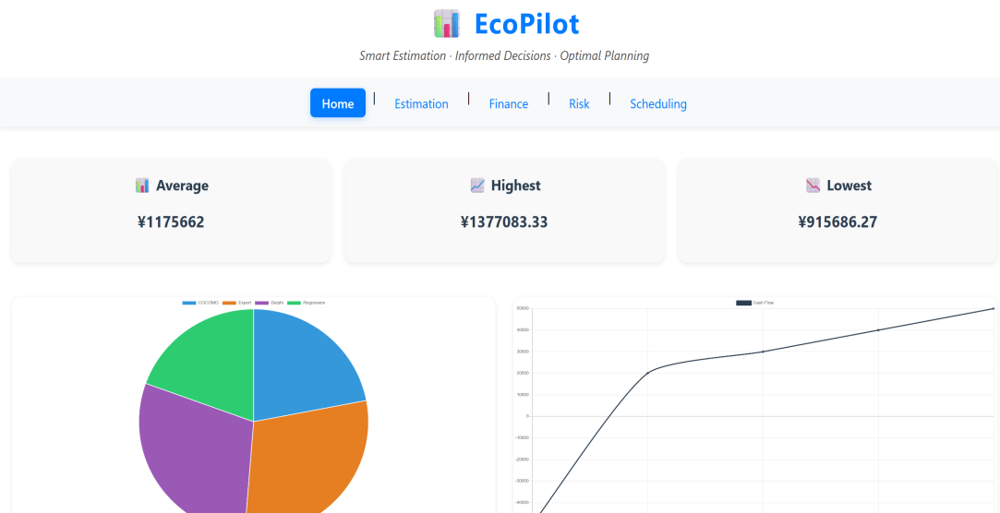 EcoPilot
Smart Estimation · Informed Decisions · Optimal Planning
Home | Estimation | Finance | Risk | Scheduling
Average
¥1175662
Highest
¥1377083.33
Lowest
¥915686.27
COCOMO Expert Delphi Regression
Cash Flow
50000
40000
30000
20000
10000
0
-10000
-20000
-30000
-40000